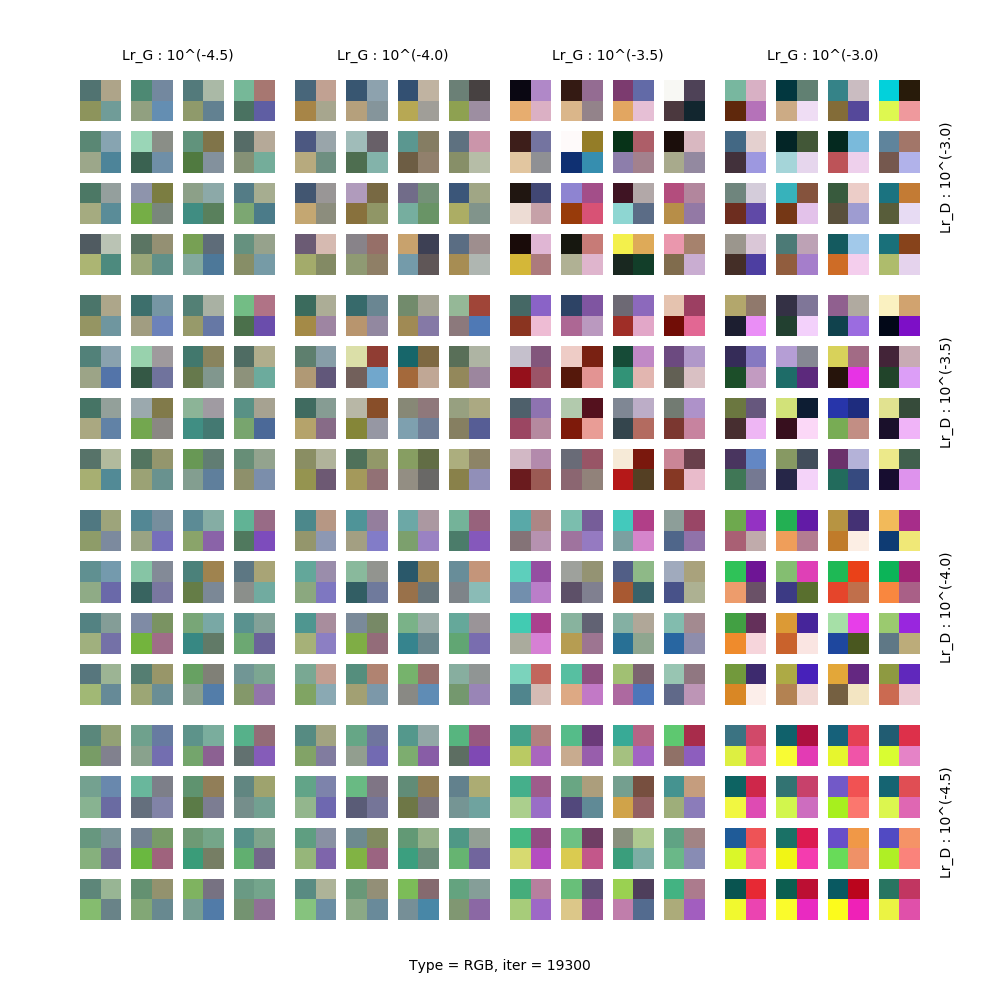 Lr_G : 10^(-4.5)
Lr_G : 10^(-4.0)
Lr_G : 10^(-3.5)
Lr_G : 10^(-3.0)
Lr_D : 10^(-3.0)
Lr_D : 10^(-3.5)
Lr_D : 10^(-4.0)
Lr_D : 10^(-4.5)
Type = RGB, iter = 19300